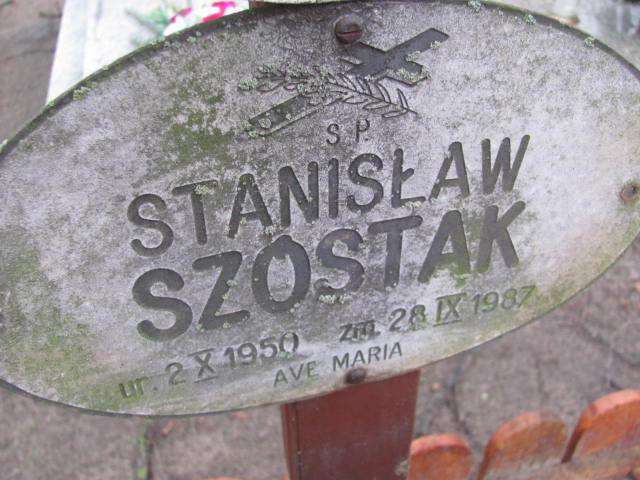 S P
STANISŁAW
SZOSTAK
ur. 2 X 1950 zm. 28 IX 1987
AVE MARIA